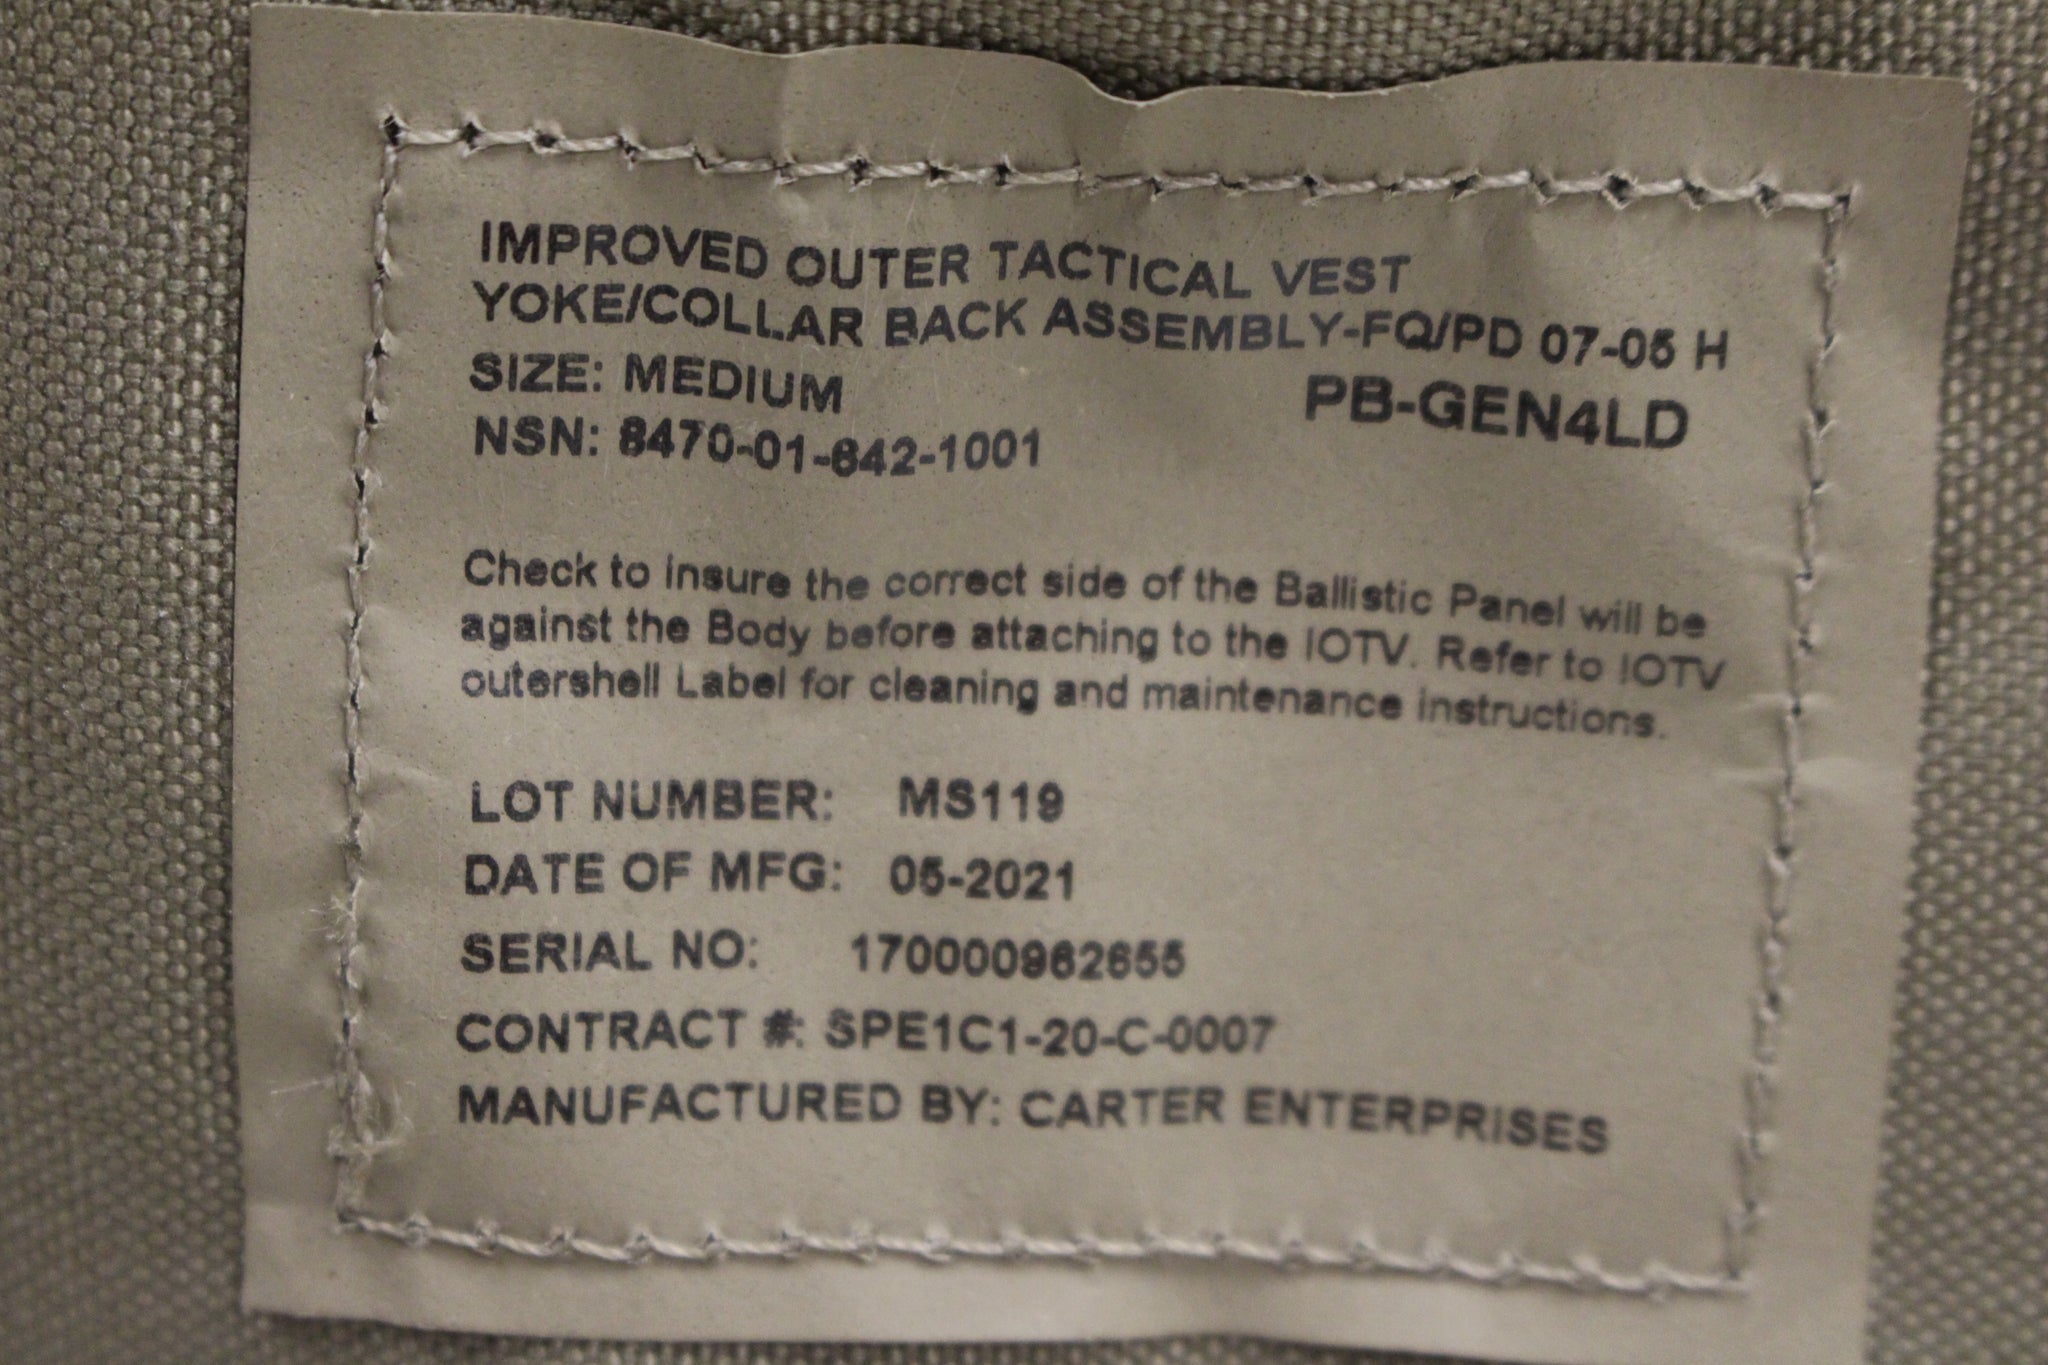 IMPROVED OUTER TACTICAL VEST
YOKE/COLLAR BACK ASSEMBLY-FQ/PD 07-05 H
SIZE: MEDIUM PB-GEN4LD
NSN: 8470-01-642-1001
Check to insure the correct side of the Ballistic Panel will be
against the Body before attaching to the IOTV. Refer to IOTV
outershell Label for cleaning and maintenance instructions.
LOT NUMBER: MS119
DATE OF MFG: 05-2021
SERIAL NO: 170000962655
CONTRACT #: SPE1C1-20-C-0007
MANUFACTURED BY: CARTER ENTERPRISES